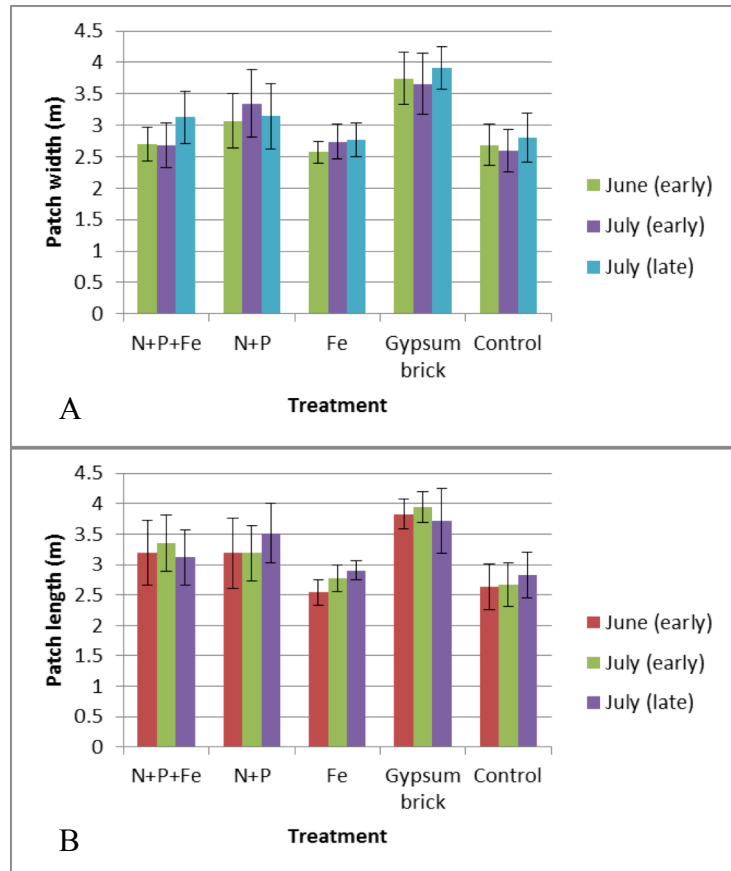 4.5
4
3.5
3
2.5
2
1.5
1
0.5
0
Patch width (m)
N+P+Fe N+P Fe Gypsum Control
brick
Treatment
A
June (early)
July (early)
July (late)
4.5
4
3.5
3
2.5
2
1.5
1
0.5
0
Patch length (m)
N+P+Fe N+P Fe Gypsum Control
brick
Treatment
B
June (early)
July (early)
July (late)